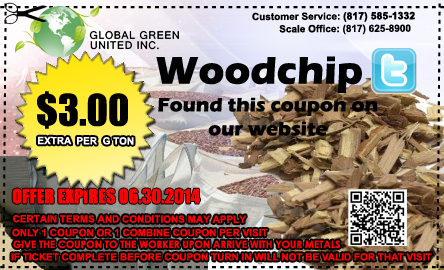 GLOBAL GREEN
UNITED INC.
Customer Service: (817) 585-1332
Scale Office: (817) 625-8900
Woodchip
Found this coupon on
our website
$3.00
EXTRA PER G TON
OFFER EXPIRES 06.30.2014
CERTAIN TERMS AND CONDITIONS MAY APPLY
ONLY 1 COUPON OR 1 COMBINE COUPON PER VISIT
GIVE THE COUPON TO THE WORKER UPON ARRIVE WITH YOUR METALS
IF TICKET COMPLETE BEFORE COUPON TURN IN WILL NOT BE VALID FOR THAT VISIT